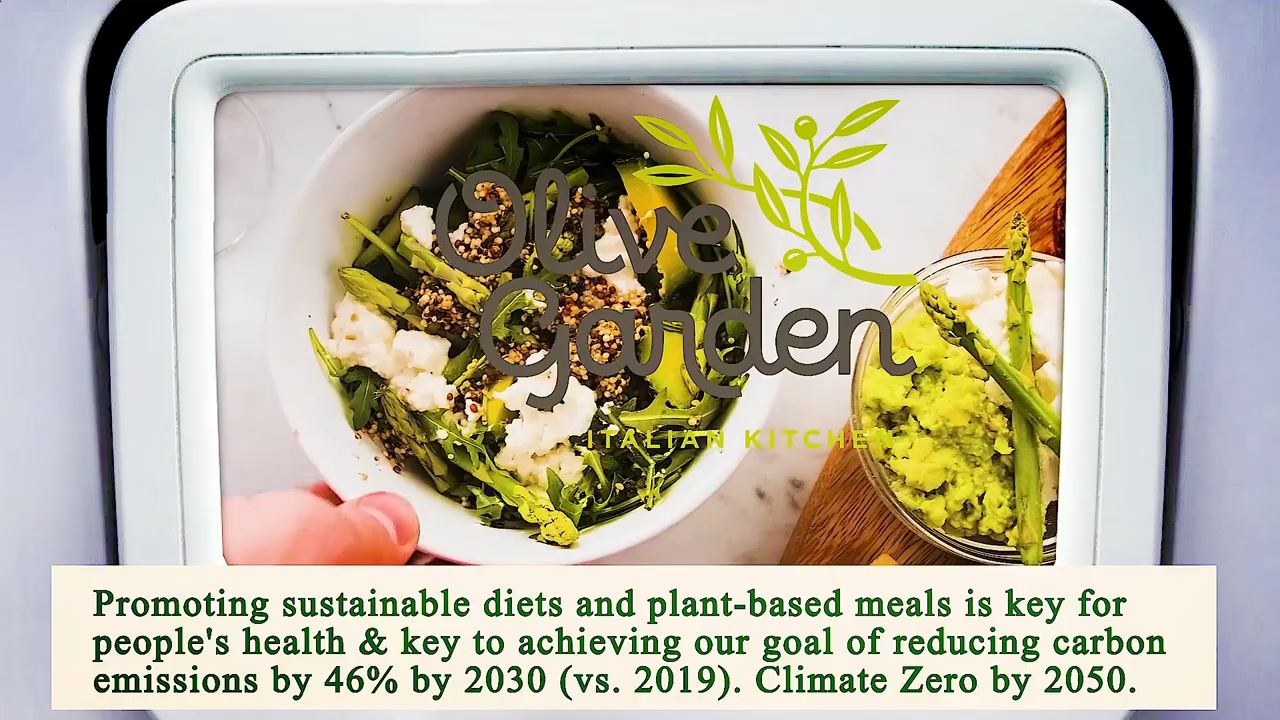 Olive
Garden
ITALIAN KITCHEN
Promoting sustainable diets and plant-based meals is key for
people's health & key to achieving our goal of reducing carbon
emissions by 46% by 2030 (vs. 2019). Climate Zero by 2050.